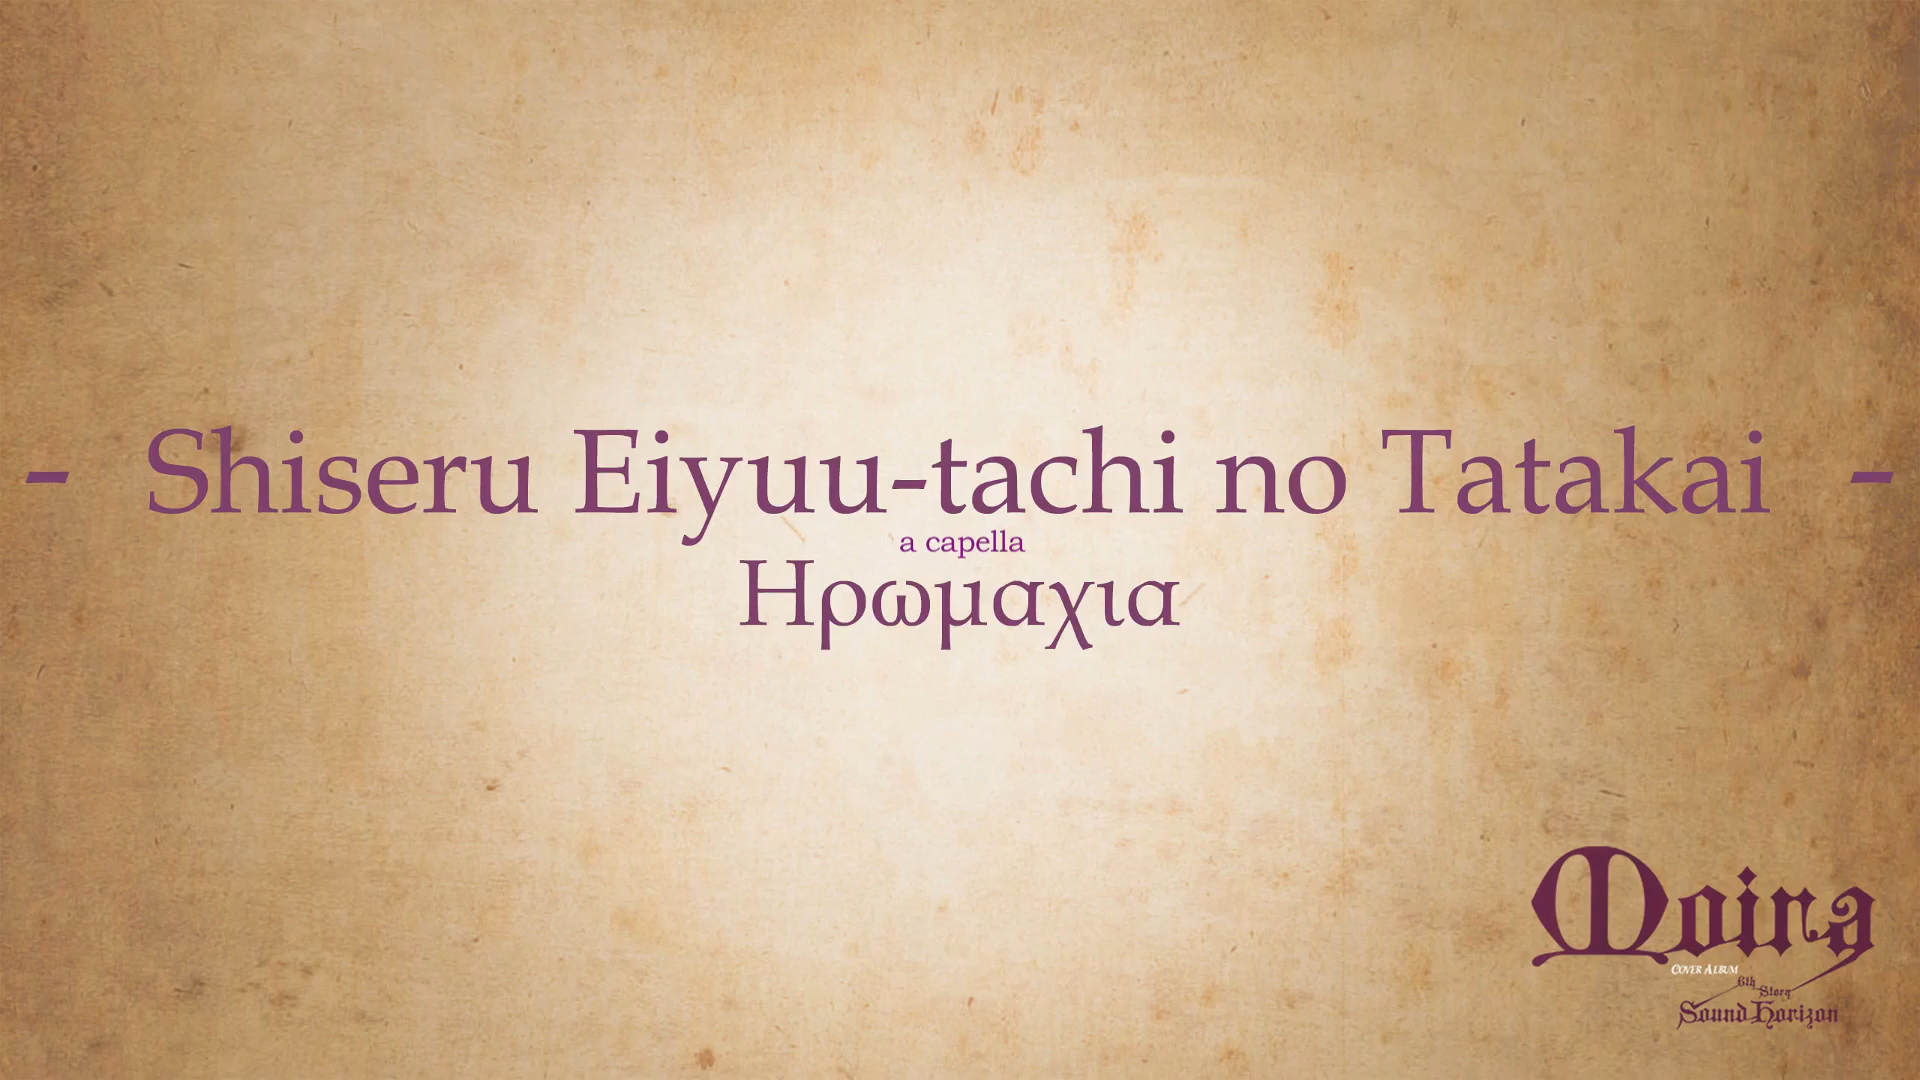 - Shiseru Eiyuu-tachi no Tatakai -
a capella
Ηρωμαχια
Moira
COVER ALBUM
6th
Story
Sound Horizon